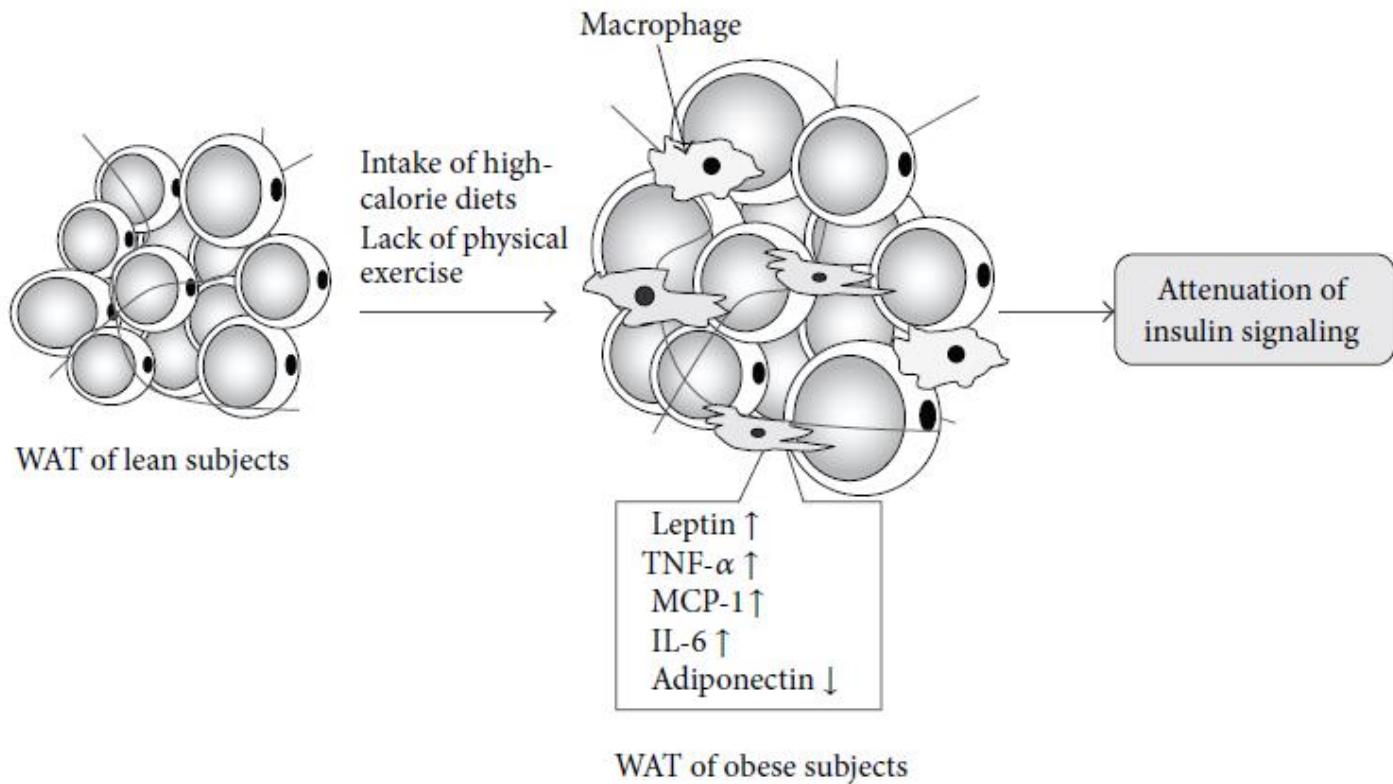 Macrophage
Intake of high-
calorie diets
Lack of physical
exercise
Attenuation of
insulin signaling
WAT of lean subjects
Leptin ↑
TNF-α ↑
MCP-1 ↑
IL-6 ↑
Adiponectin ↓
WAT of obese subjects